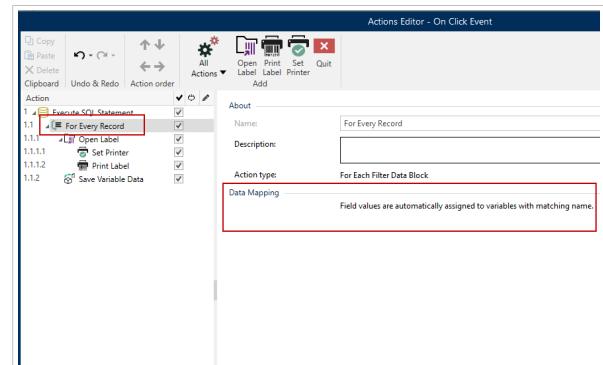 Actions Editor - On Click Event
Copy
Paste
Delete
Clipboard
Undo & Redo
Action order
All
Actions
Open
Label
Print
Label
Set
Printer
Quit
Add
Action
1 Execute SQL Statement
1.1 For Every Record
1.1.1 Open Label
1.1.1.1 Set Printer
1.1.1.2 Print Label
1.1.2 Save Variable Data
About
Name: For Every Record
Description:
Action type: For Each Filter Data Block
Data Mapping
Field values are automatically assigned to variables with matching name.